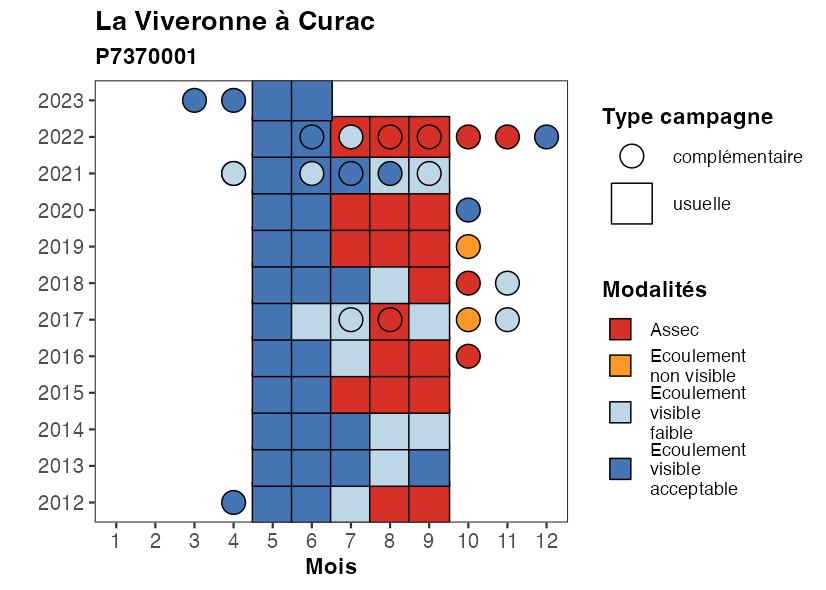 La Viveronne à Curac
P7370001
2023
2022
2021
2020
2019
2018
2017
2016
2015
2014
2013
2012
1 2 3 4 5 6 7 8 9 10 11 12
Mois
Type campagne
complémentaire
usuelle
Modalités
Assec
Ecoulement
non visible
Ecoulement
visible
faible
Ecoulement
visible
acceptable